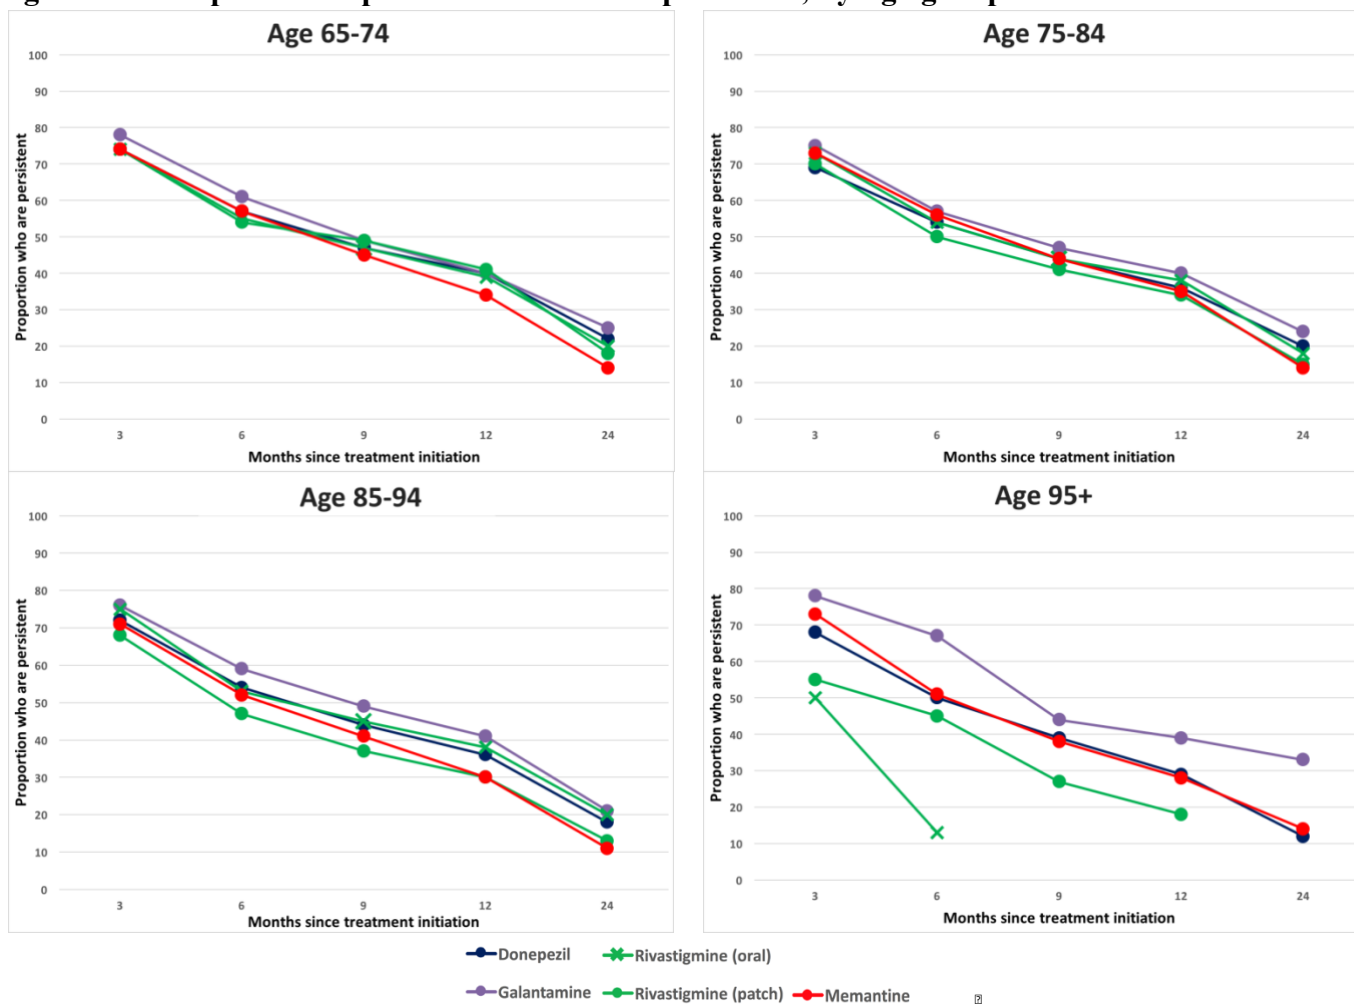 Age 65-74
100
90
80
70
60
50
40
30
20
10
0
Proportion who are persistent
3 6 9 12 24
Months since treatment initiation
Age 75-84
100
90
80
70
60
50
40
30
20
10
0
Proportion who are persistent
3 6 9 12 24
Months since treatment initiation
Age 85-94
100
90
80
70
60
50
40
30
20
10
0
Proportion who are persistent
3 6 9 12 24
Months since treatment initiation
Age 95+
100
90
80
70
60
50
40
30
20
10
0
Proportion who are persistent
3 6 9 12 24
Months since treatment initiation
Donepezil Rivastigmine (oral)
Galantamine Rivastigmine (patch) Memantine